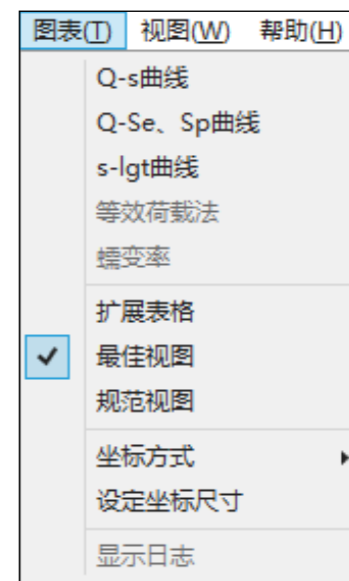 图表(T) 视图(W) 帮助(H)
Q-s曲线
Q-Se、Sp曲线
s-lgt曲线
等效荷载法
蠕变率
扩展表格
最佳视图
规范视图
坐标方式
设定坐标尺寸
显示日志